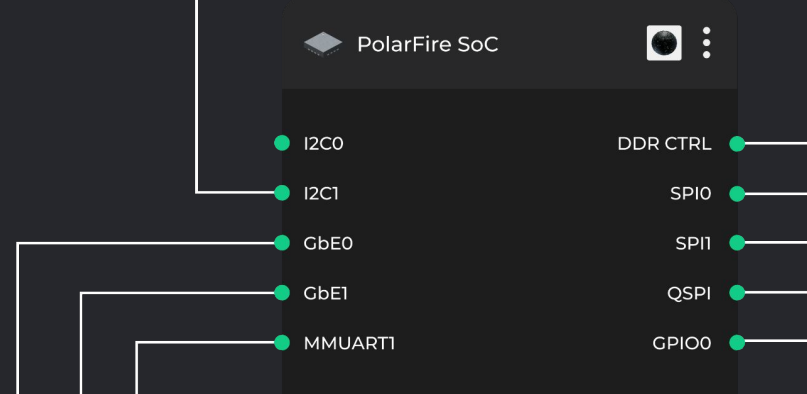 PolarFire SoC
I2C0
DDR CTRL
I2C1
SPI0
GbE0
SPI1
GbE1
QSPI
MMUART1
GPIO0